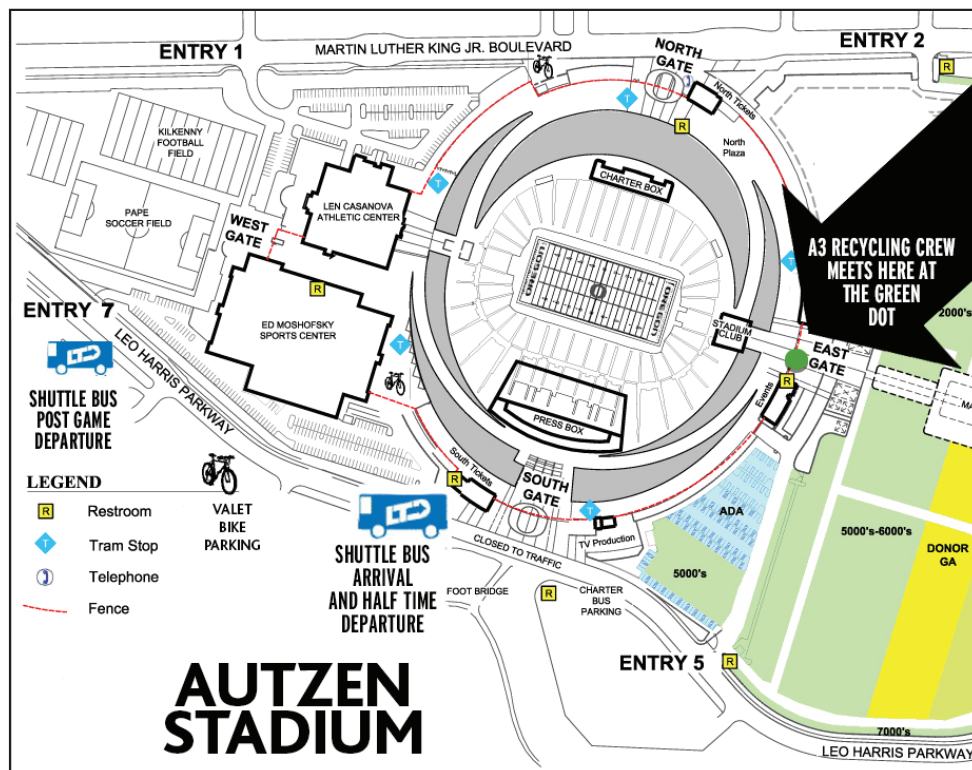 ENTRY 1
MARTIN LUTHER KING JR. BOULEVARD
NORTH
GATE
ENTRY 2
R
T
North Tickets
R
North
Plaza
KILKENNY
FOOTBALL
FIELD
CHARTER BOX
T
LEN CASANOVA
ATHLETIC CENTER
PAPE
SOCCER FIELD
WEST
GATE
A3 RECYCLING CREW
MEETS HERE AT
THE GREEN
DOT
T
OREGON
O
OREGON
R
2000's
ENTRY 7
ED MOSHOFSKY
SPORTS CENTER
STADIUM
CLUB
T
EAST
GATE
LTD
LEO HARRIS PARKWAY
R
Events
MA
SHUTTLE BUS
POST GAME
DEPARTURE
PRESS BOX
South Tickets
R
SOUTH
GATE
LEGEND
R Restroom
T Tram Stop
Telephone
Fence
VALET
BIKE
PARKING
LTD
T
TV Production
CLOSED TO TRAFFIC
SHUTTLE BUS
ARRIVAL
AND HALF TIME
DEPARTURE
ADA
5000's
5000's-6000's
DONOR
GA
FOOT BRIDGE
R
CHARTER
BUS
PARKING
ENTRY 5
R
AUTZEN
STADIUM
7000's
LEO HARRIS PARKWAY